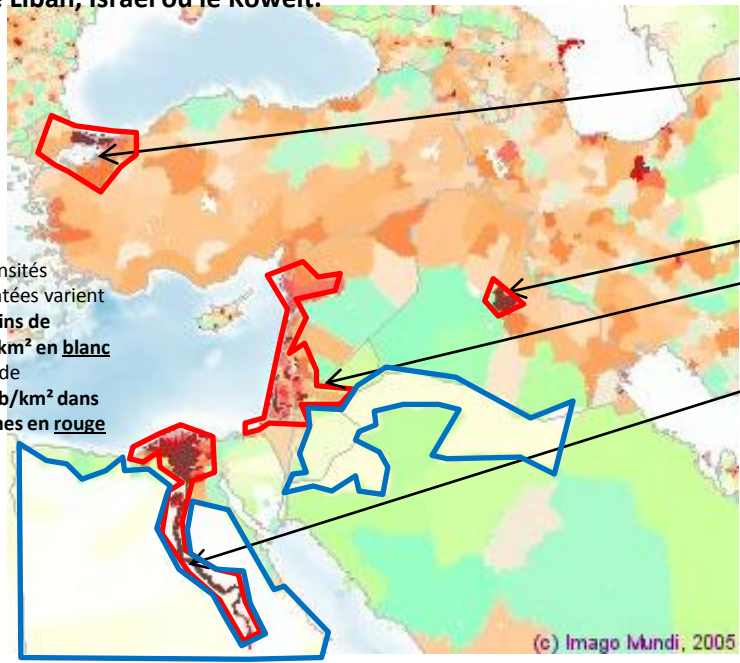 Liban, Israël ou le Koweït.
nsités
ntées varient
ins de
km² en blanc
de
b/km² dans
nes en rouge
(c) Imago Mundi, 2005